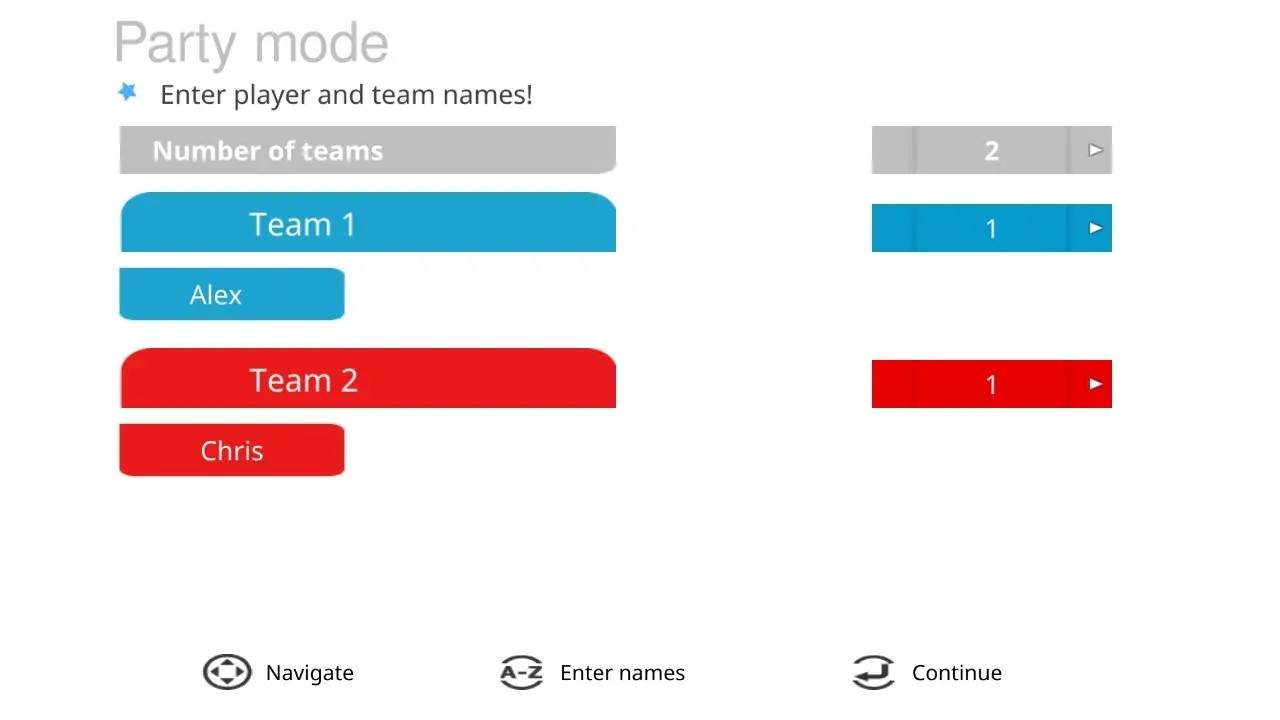 Party mode
Enter player and team names!
Number of teams 2
Team 1 1
Alex
Team 2 1
Chris
Navigate A-Z Enter names Continue